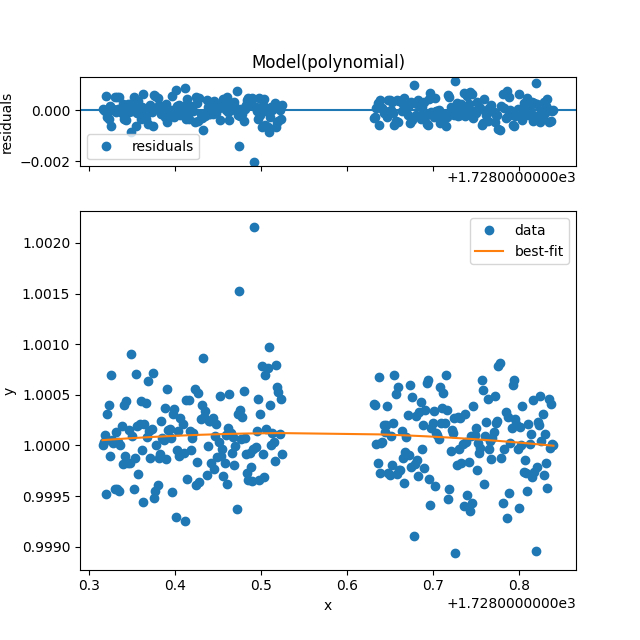 Model(polynomial)
residuals
0.000
−0.002
residuals
+1.7280000000e3
y
1.0020
1.0015
1.0010
1.0005
1.0000
0.9995
0.9990
data
best-fit
0.3 0.4 0.5 0.6 0.7 0.8
x
+1.7280000000e3